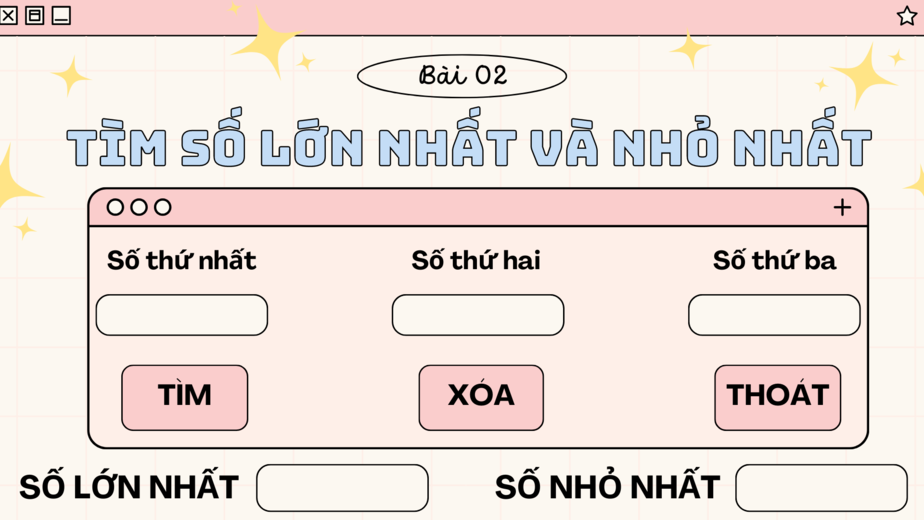 Bài 02
TÌM SỐ LỚN NHẤT VÀ NHỎ NHẤT
Số thứ nhất Số thứ hai Số thứ ba
TÌM XÓA THOÁT
SỐ LỚN NHẤT SỐ NHỎ NHẤT